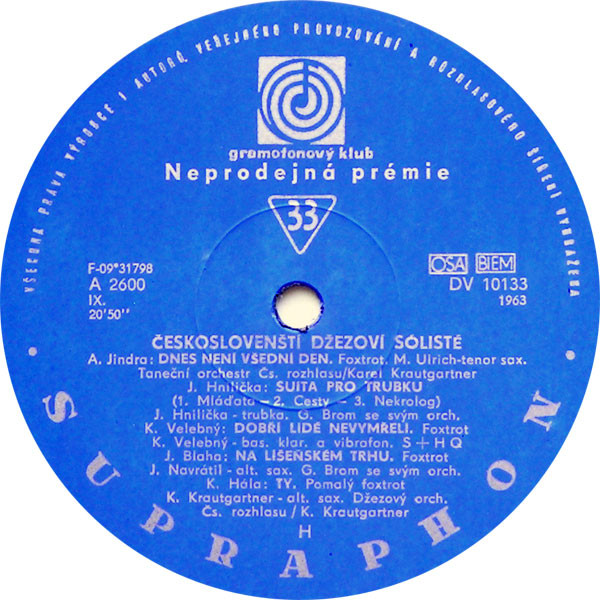 VŠECHNA PRÁVA VÝROBCE I AUTORŮ, VEŘEJNÉHO PROVOZOVÁNÍ A ROZHLASOVÉHO ŠÍŘENÍ VYHRAŽENA
gramofonový klub
Neprodejná prémie
33
F-09*31798
A 2600
IX.
20'50''
OSA BIEM
DV 10133
1963
ČESKOSLOVENŠTÍ DŽEZOVÍ SÓLISTÉ
A. Jindra: DNES NENÍ VŠEDNÍ DEN. Foxtrot. M. Ulrich-tenor sax.
Taneční orchestr Čs. rozhlasu/Karel Krautgartner
J. Hnilička: SUITA PRO TRUBKU
(1. Mláďata – 2. Cesty – 3. Nekrolog)
J. Hnilička - trubka. G. Brom se svým orch.
K. Velebný: DOBŘÍ LIDÉ NEVYMŘELI. Foxtrot
K. Velebný - bas. klar. a vibrafon. S+HQ
J. Blaha: NA LÍŠEŇSKÉM TRHU. Foxtrot
J. Navrátil - alt. sax. G. Brom se svým orch.
K. Hála: TY. Pomalý foxtrot
K. Krautgartner - alt. sax. Džezový orch.
Čs. rozhlasu / K. Krautgartner
H
SUPRAPHON